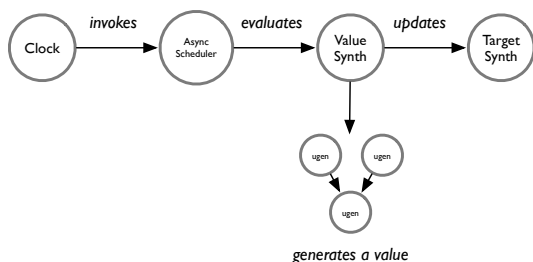 invokes
evaluates
updates
Clock
Async
Scheduler
Value
Synth
Target
Synth
ugen
ugen
ugen
generates a value